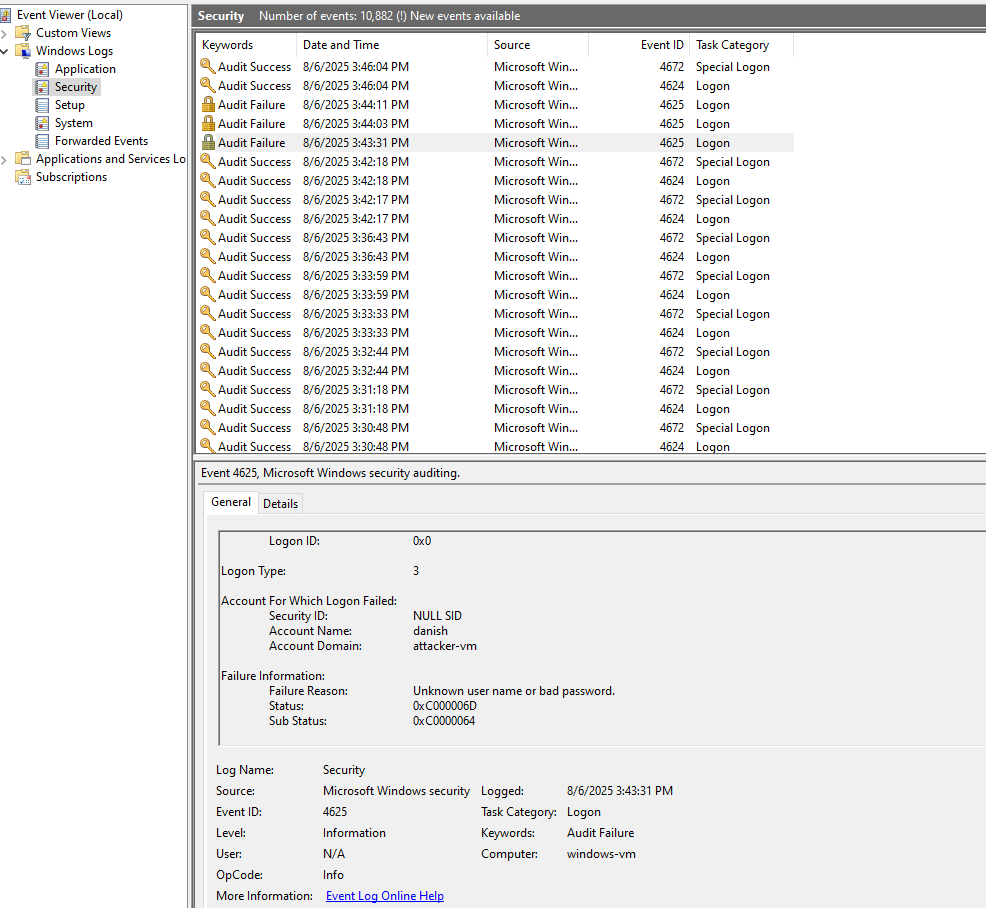 Event Viewer (Local)
Custom Views
Windows Logs
Application
Security
Setup
System
Forwarded Events
Applications and Services Lo
Subscriptions
Security Number of events: 10,882 (!) New events available
Keywords Date and Time Source Event ID Task Category
Audit Success 8/6/2025 3:46:04 PM Microsoft Win... 4672 Special Logon
Audit Success 8/6/2025 3:46:04 PM Microsoft Win... 4624 Logon
Audit Failure 8/6/2025 3:44:11 PM Microsoft Win... 4625 Logon
Audit Failure 8/6/2025 3:44:03 PM Microsoft Win... 4625 Logon
Audit Failure 8/6/2025 3:43:31 PM Microsoft Win... 4625 Logon
Audit Success 8/6/2025 3:42:18 PM Microsoft Win... 4672 Special Logon
Audit Success 8/6/2025 3:42:18 PM Microsoft Win... 4624 Logon
Audit Success 8/6/2025 3:42:17 PM Microsoft Win... 4672 Special Logon
Audit Success 8/6/2025 3:42:17 PM Microsoft Win... 4624 Logon
Audit Success 8/6/2025 3:36:43 PM Microsoft Win... 4672 Special Logon
Audit Success 8/6/2025 3:36:43 PM Microsoft Win... 4624 Logon
Audit Success 8/6/2025 3:33:59 PM Microsoft Win... 4672 Special Logon
Audit Success 8/6/2025 3:33:59 PM Microsoft Win... 4624 Logon
Audit Success 8/6/2025 3:33:33 PM Microsoft Win... 4672 Special Logon
Audit Success 8/6/2025 3:33:33 PM Microsoft Win... 4624 Logon
Audit Success 8/6/2025 3:32:44 PM Microsoft Win... 4672 Special Logon
Audit Success 8/6/2025 3:32:44 PM Microsoft Win... 4624 Logon
Audit Success 8/6/2025 3:31:18 PM Microsoft Win... 4672 Special Logon
Audit Success 8/6/2025 3:31:18 PM Microsoft Win... 4624 Logon
Audit Success 8/6/2025 3:30:48 PM Microsoft Win... 4672 Special Logon
Audit Success 8/6/2025 3:30:48 PM Microsoft Win... 4624 Logon
Event 4625, Microsoft Windows security auditing.
General Details
Logon ID: 0x0
Logon Type: 3
Account For Which Logon Failed:
Security ID: NULL SID
Account Name: danish
Account Domain: attacker-vm
Failure Information:
Failure Reason: Unknown user name or bad password.
Status: 0xC000006D
Sub Status: 0xC0000064
Log Name: Security
Source: Microsoft Windows security Logged: 8/6/2025 3:43:31 PM
Event ID: 4625 Task Category: Logon
Level: Information Keywords: Audit Failure
User: N/A Computer: windows-vm
OpCode: Info
More Information: Event Log Online Help